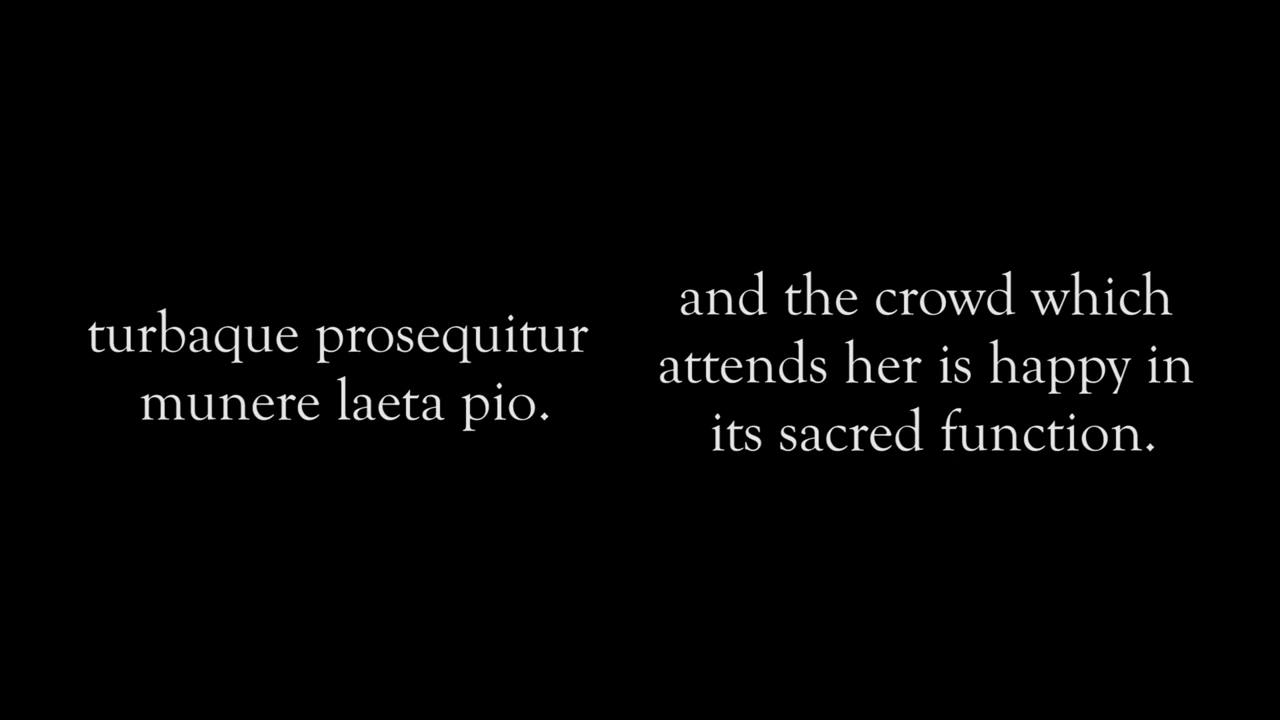 turbaque prosequitur
munere laeta pio.
and the crowd which
attends her is happy in
its sacred function.